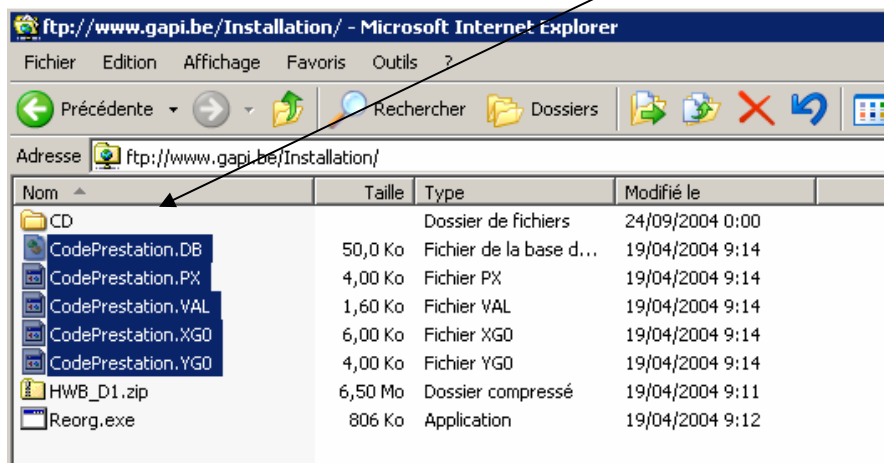 ftp://www.gapi.be/Installation/ - Microsoft Internet Explorer
Fichier Edition Affichage Favoris Outils ?
Précédente Rechercher Dossiers
Adresse ftp://www.gapi.be/Installation/
Nom Taille Type Modifié le
CD Dossier de fichiers 24/09/2004 0:00
CodePrestation.DB 50,0 Ko Fichier de la base d... 19/04/2004 9:14
CodePrestation.PX 4,00 Ko Fichier PX 19/04/2004 9:14
CodePrestation.VAL 1,60 Ko Fichier VAL 19/04/2004 9:14
CodePrestation.XG0 6,00 Ko Fichier XG0 19/04/2004 9:14
CodePrestation.YG0 4,00 Ko Fichier YG0 19/04/2004 9:14
HWB_D1.zip 6,50 Mo Dossier compressé 19/04/2004 9:11
Reorg.exe 806 Ko Application 19/04/2004 9:12